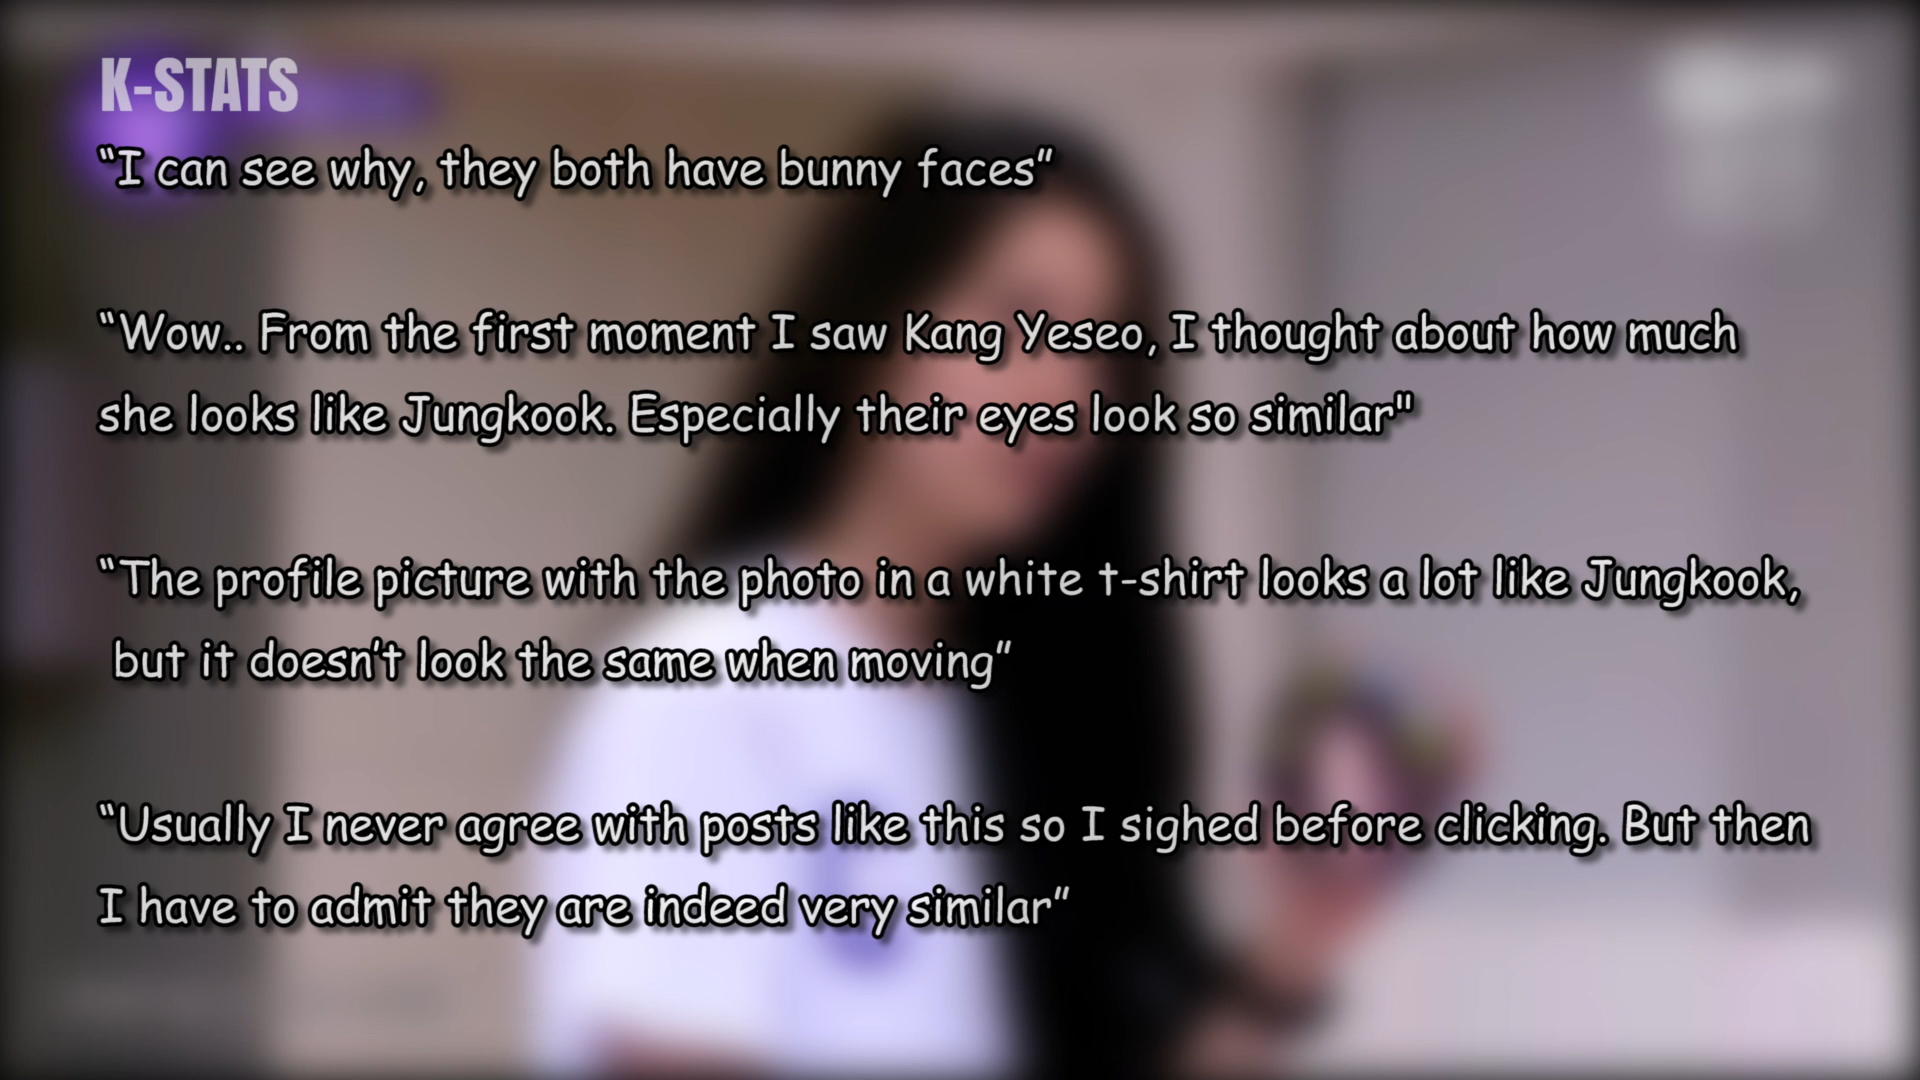 K-STATS
“I can see why, they both have bunny faces”
“Wow.. From the first moment I saw Kang Yeseo, I thought about how much
she looks like Jungkook. Especially their eyes look so similar"
“The profile picture with the photo in a white t-shirt looks a lot like Jungkook,
but it doesn’t look the same when moving”
“Usually I never agree with posts like this so I sighed before clicking. But then
I have to admit they are indeed very similar”